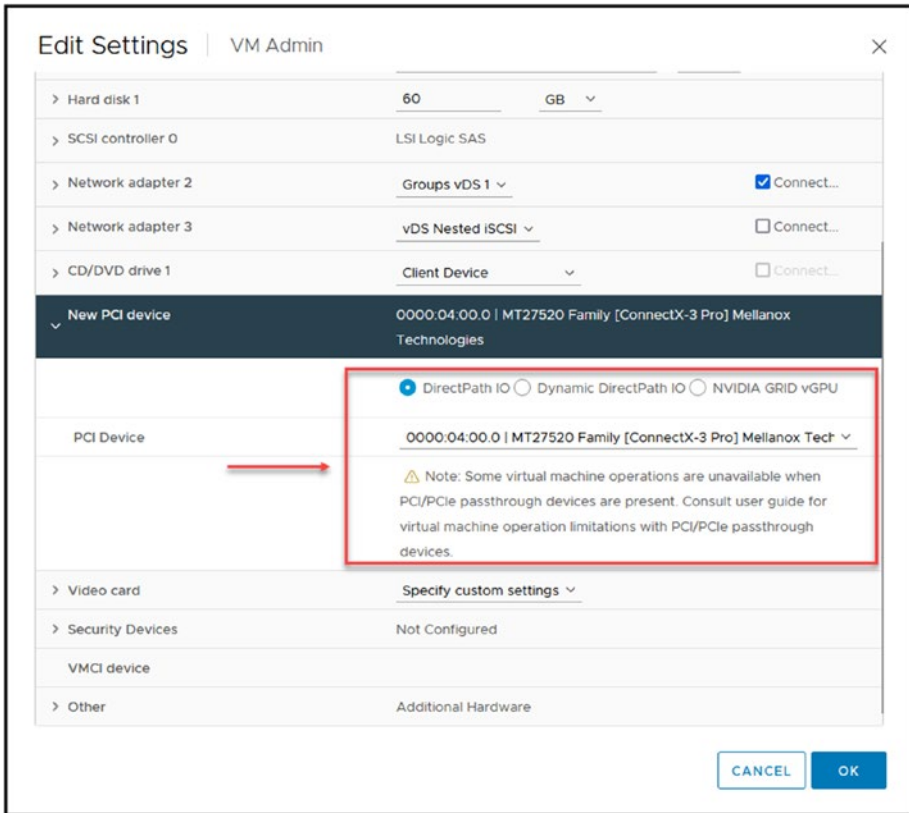 Edit Settings VM Admin
Hard disk 1 60 GB
SCSI controller 0 LSI Logic SAS
Network adapter 2 Groups vDS 1 Connect...
Network adapter 3 vDS Nested iSCSI Connect...
CD/DVD drive 1 Client Device Connect...
New PCI device 0000:04:00.0 | MT27520 Family [ConnectX-3 Pro] Mellanox
Technologies
DirectPath IO Dynamic DirectPath IO NVIDIA GRID vGPU
PCI Device 0000:04:00.0 | MT27520 Family [ConnectX-3 Pro] Mellanox Tech
Note: Some virtual machine operations are unavailable when
PCI/PCIe passthrough devices are present. Consult user guide for
virtual machine operation limitations with PCI/PCIe passthrough
devices.
Video card Specify custom settings
Security Devices Not Configured
VMCI device
Other Additional Hardware
CANCEL OK